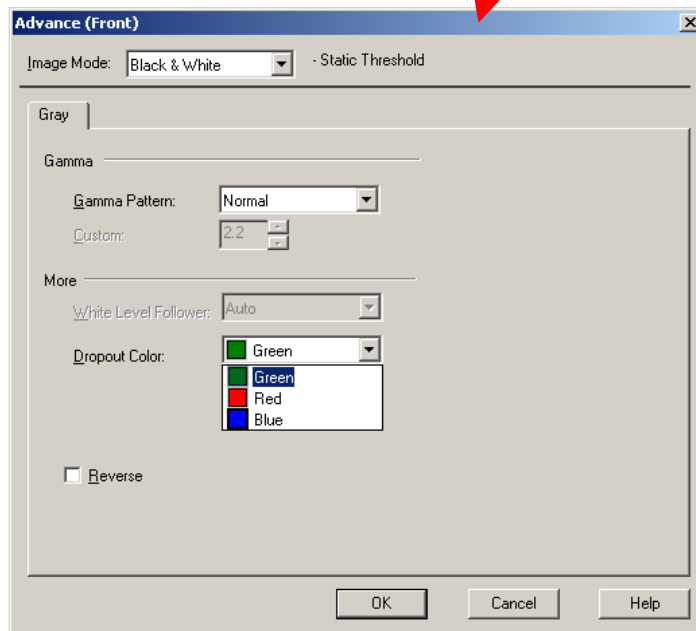 Advance (Front)
Image Mode: Black & White - Static Threshold
Gray
Gamma
Gamma Pattern: Normal
Custom: 2.2
More
White Level Follower: Auto
Dropout Color: Green
Green
Red
Blue
Reverse
OK Cancel Help